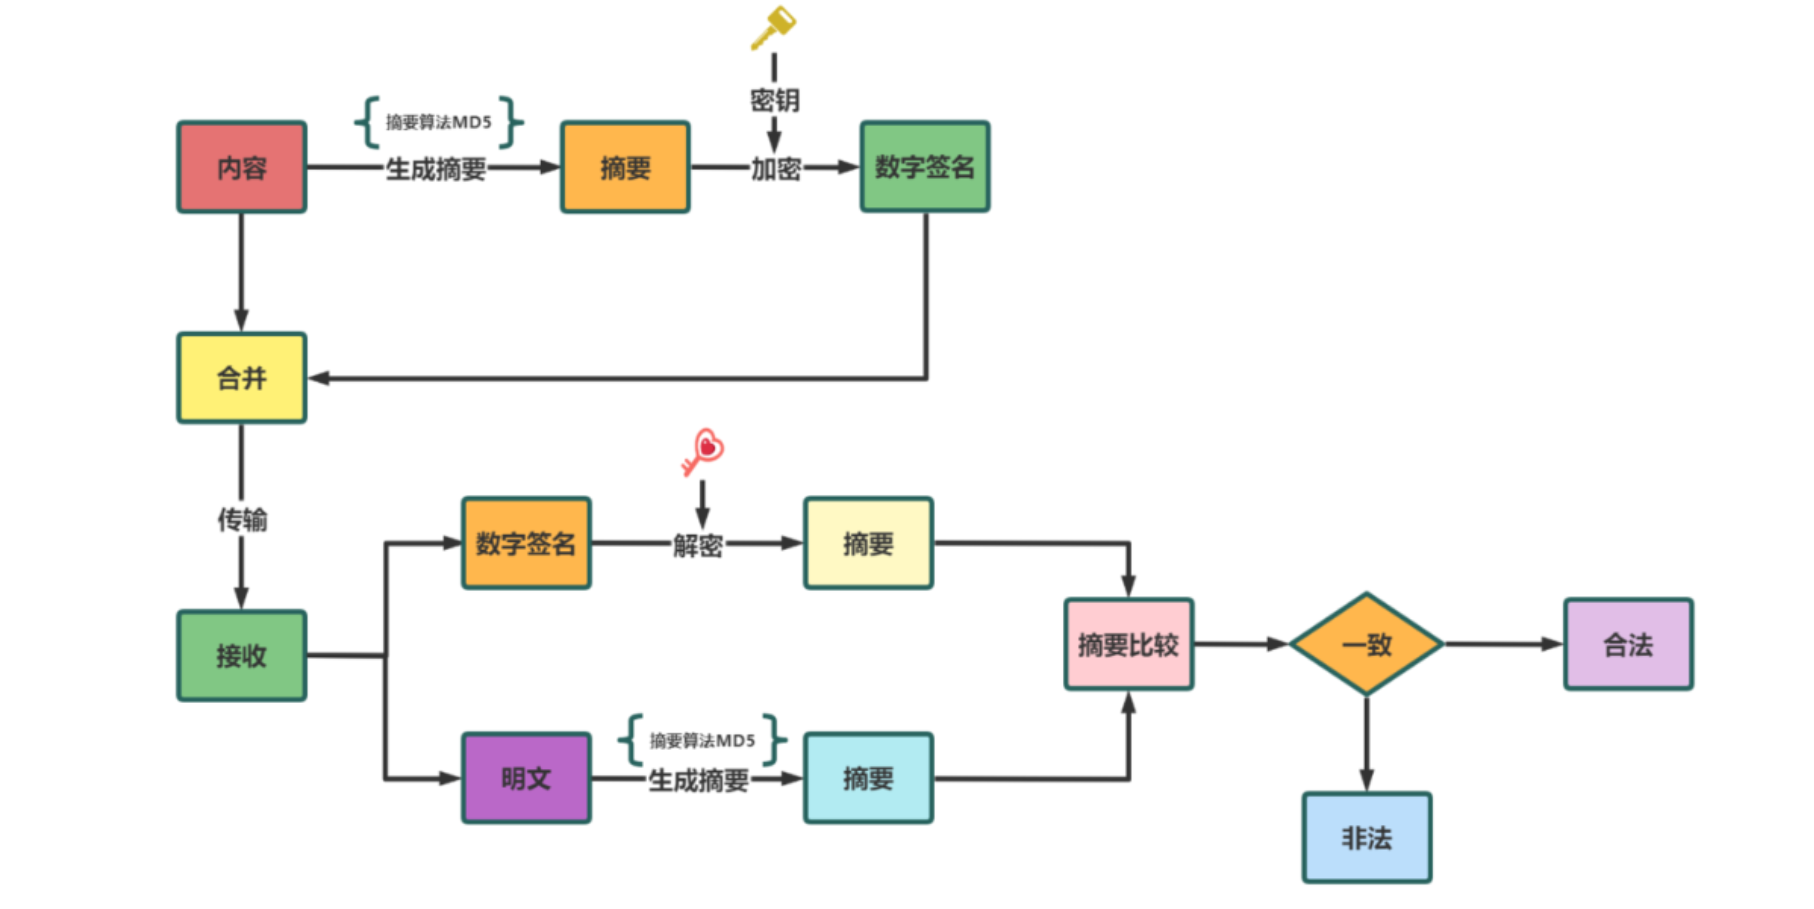 密钥
摘要算法MD5
内容
生成摘要
摘要
加密
数字签名
合并
传输
数字签名
解密
摘要
接收
摘要比较
一致
合法
摘要算法MD5
明文
生成摘要
摘要
非法